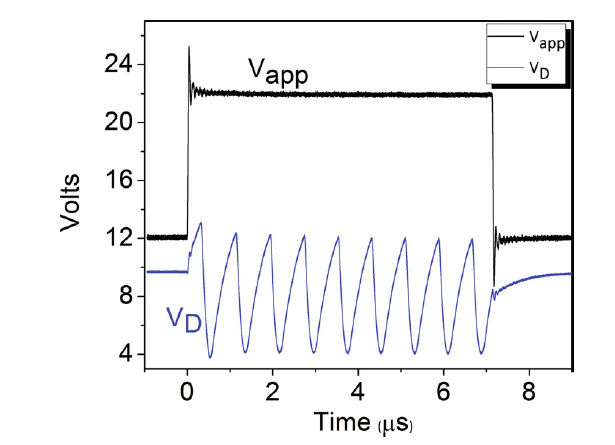 V_app
V_D
V_app
V_D
Volts
24
20
16
12
8
4
0
2
4
6
8
Time (μs)